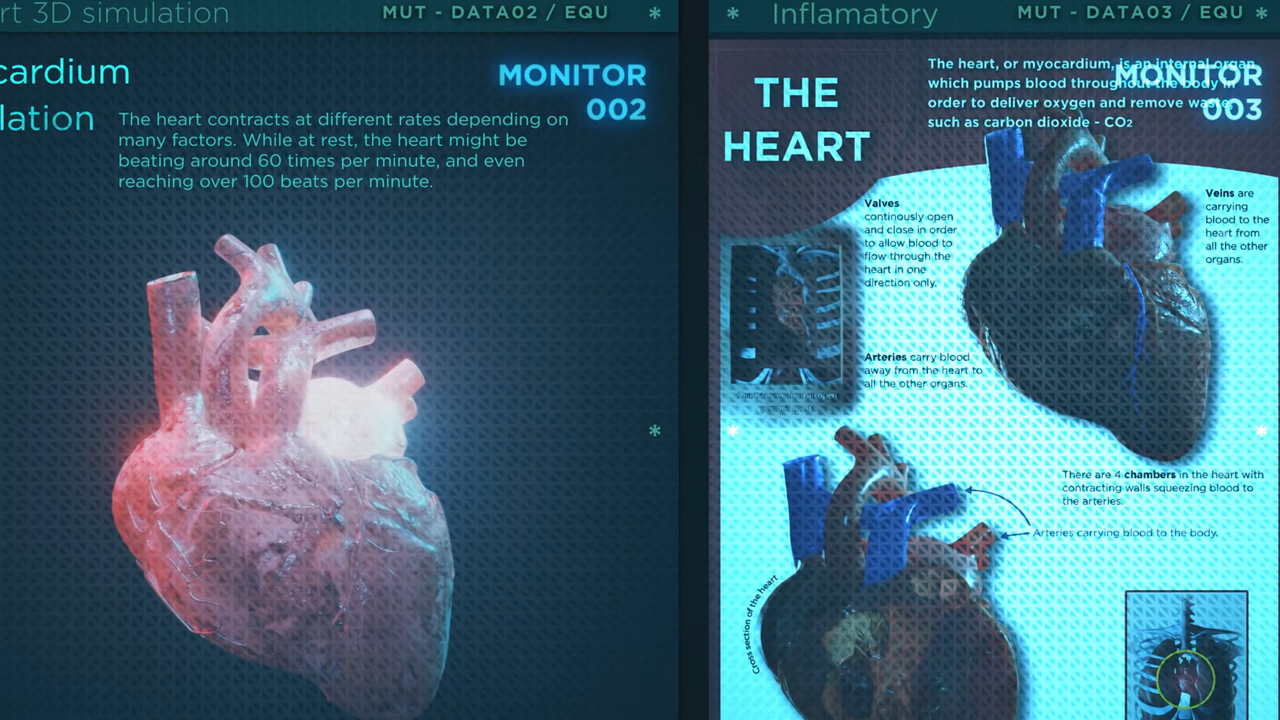 rt 3D simulation
MUT - DATA02 / EQU
*
cardium
lation
MONITOR
002
The heart contracts at different rates depending on
many factors. While at rest, the heart might be
beating around 60 times per minute, and even
reaching over 100 beats per minute.
*
*
Inflamatory
MUT - DATA03 / EQU
*
THE
HEART
The heart, or myocardium, is an internal organ
which pumps blood throughout the body in
order to deliver oxygen and remove waste
such as carbon dioxide - CO2
MONITOR
003
Valves
continously open
and close in order
to allow blood to
flow through the
heart in one
direction only.
Veins are
carrying
blood to the
heart from
all the other
organs.
Arteries carry blood
away from the heart to
all the other organs.
*
*
There are 4 chambers in the heart with
contracting walls squeezing blood to
the arteries.
Arteries carrying blood to the body.
Cross section of the heart